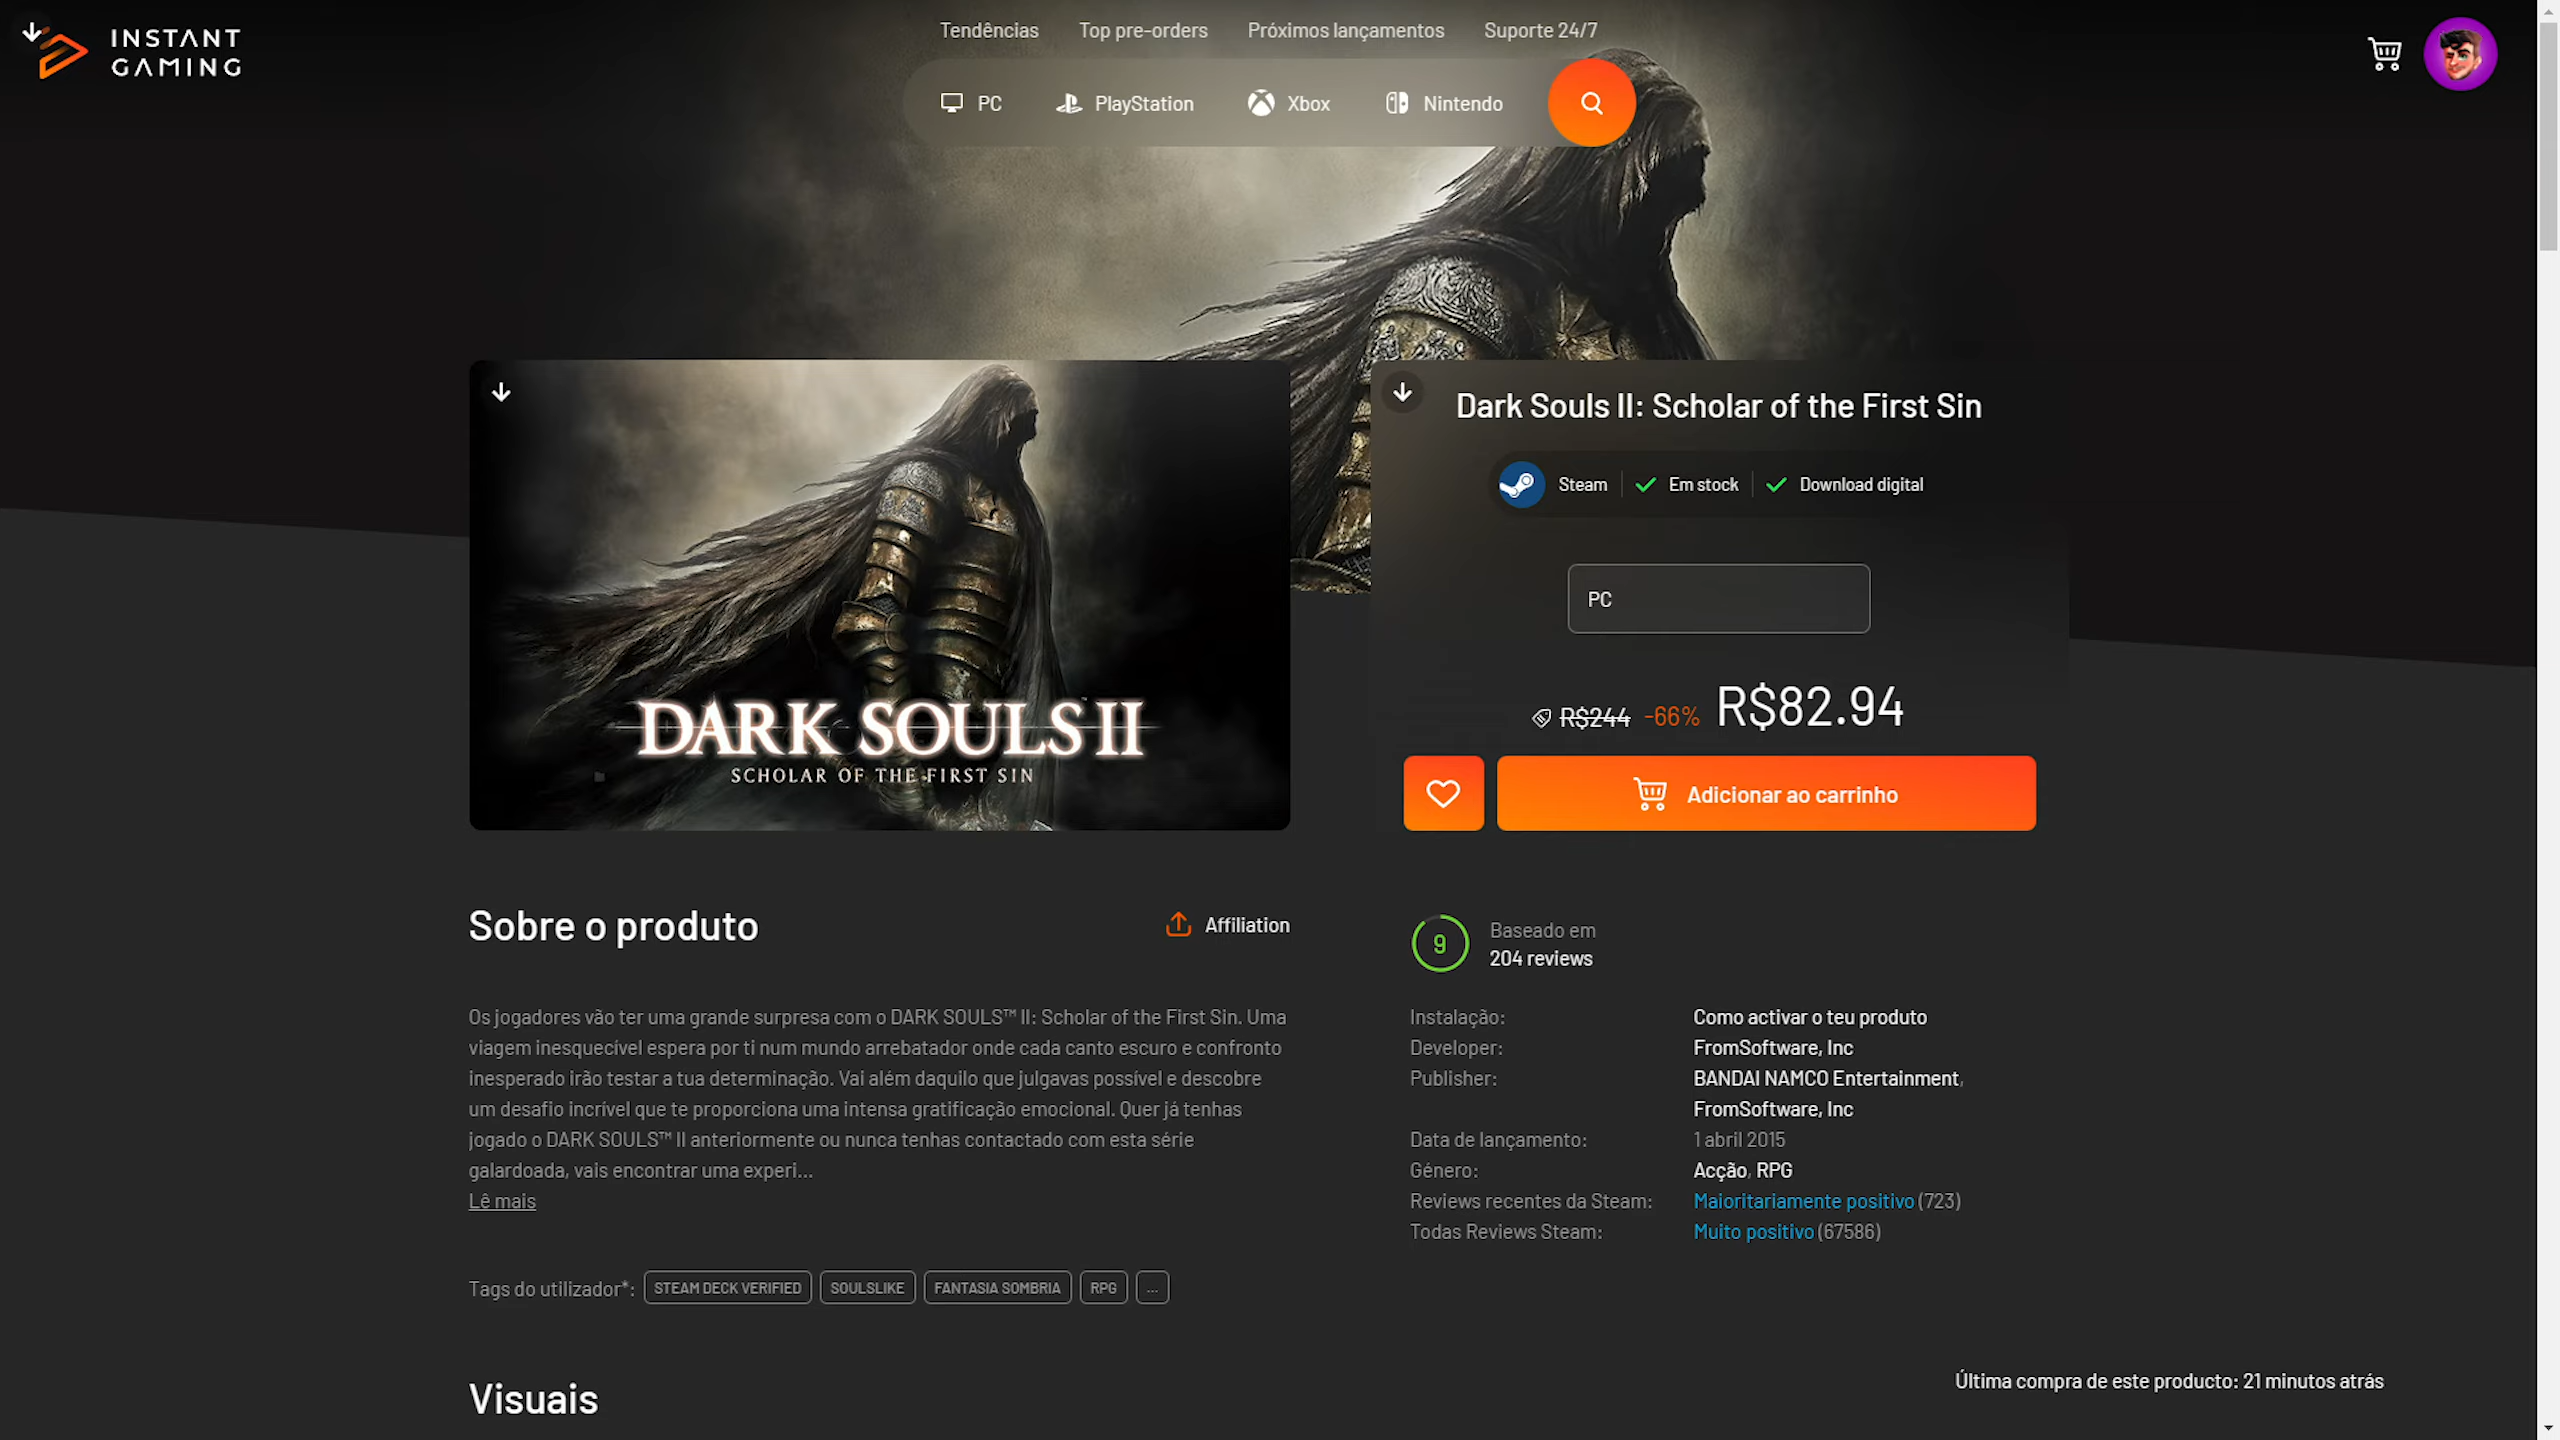 INSTANT
GAMING
Tendências Top pre-orders Próximos lançamentos Suporte 24/7
PC PlayStation Xbox Nintendo
Dark Souls II: Scholar of the First Sin
Steam Em stock Download digital
PC
R$244 -66% R$82.94
Adicionar ao carrinho
DARK SOULS II
SCHOLAR OF THE FIRST SIN
Sobre o produto
Affiliation
Os jogadores vão ter uma grande surpresa com o DARK SOULS™ II: Scholar of the First Sin. Uma
viagem inesquecível espera por ti num mundo arrebatador onde cada canto escuro e confronto
inesperado irão testar a tua determinação. Vai além daquilo que julgavas possível e descobre
um desafio incrível que te proporciona uma intensa gratificação emocional. Quer já tenhas
jogado o DARK SOULS™ II anteriormente ou nunca tenhas contactado com esta série
galardoada, vais encontrar uma experi...
Lê mais
Tags do utilizador*: STEAM DECK VERIFIED SOULSLIKE FANTASIA SOMBRIA RPG ...
9
Baseado em
204 reviews
Instalação: Como activar o teu produto
Developer: FromSoftware, Inc
Publisher: BANDAI NAMCO Entertainment,
FromSoftware, Inc
Data de lançamento: 1 abril 2015
Género: Acção, RPG
Reviews recentes da Steam: Maioritariamente positivo (723)
Todas Reviews Steam: Muito positivo (67586)
Visuais
Última compra de este producto: 21 minutos atrás